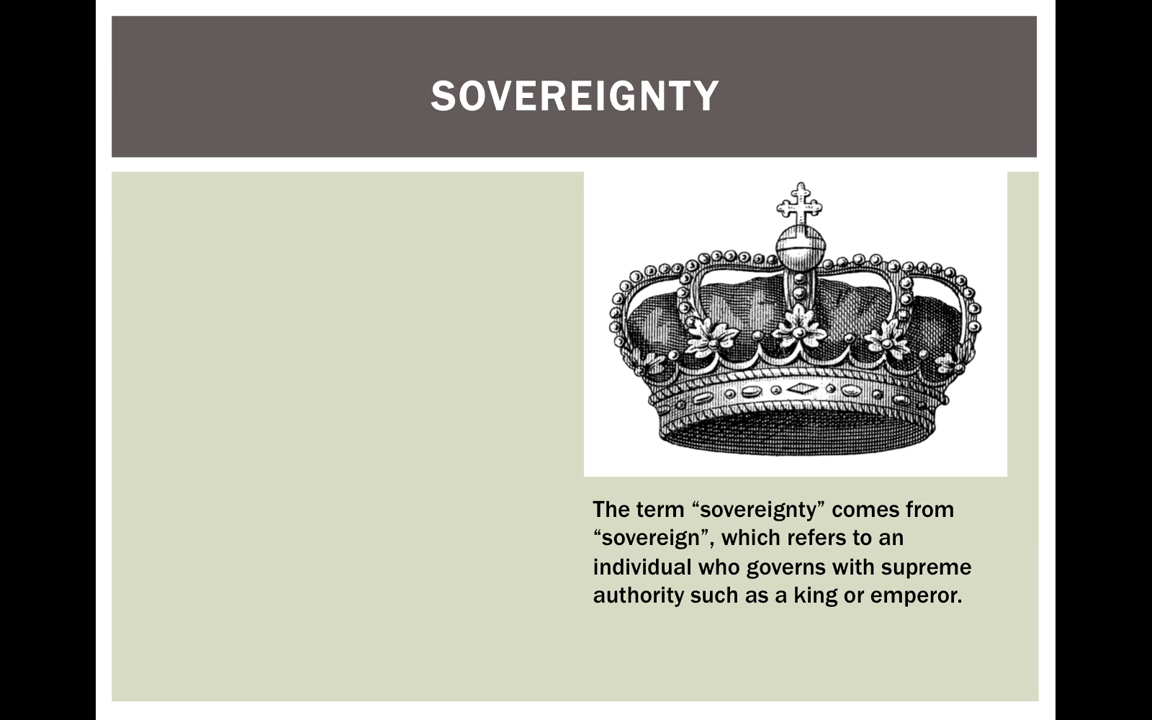 SOVEREIGNTY
The term “sovereignty” comes from
“sovereign”, which refers to an
individual who governs with supreme
authority such as a king or emperor.